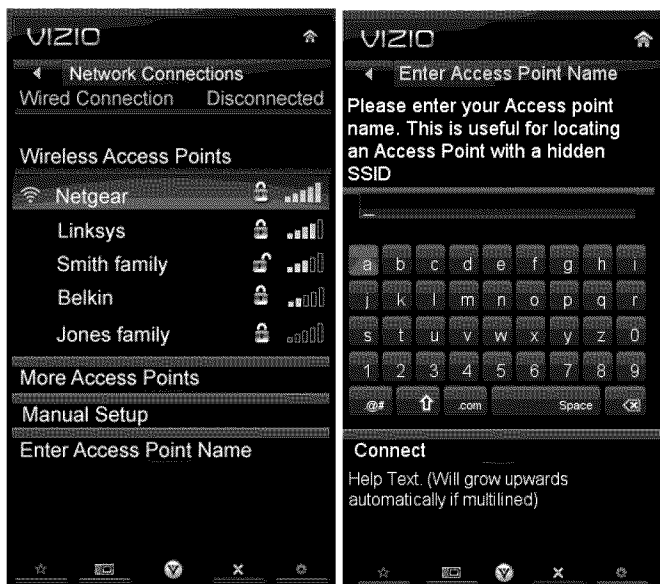 VIZIO
Network Connections
Wired Connection Disconnected
Wireless Access Points
Netgear
Linksys
Smith family
Belkin
Jones family
More Access Points
Manual Setup
Enter Access Point Name
VIZIO
Enter Access Point Name
Please enter your Access point
name. This is useful for locating
an Access Point with a hidden
SSID
a b c d e f g h i
j k l m n o p q r
s t u v w x y z 0
1 2 3 4 5 6 7 8 9
@# .com Space
Connect
Help Text. (Will grow upwards
automatically if multilined)